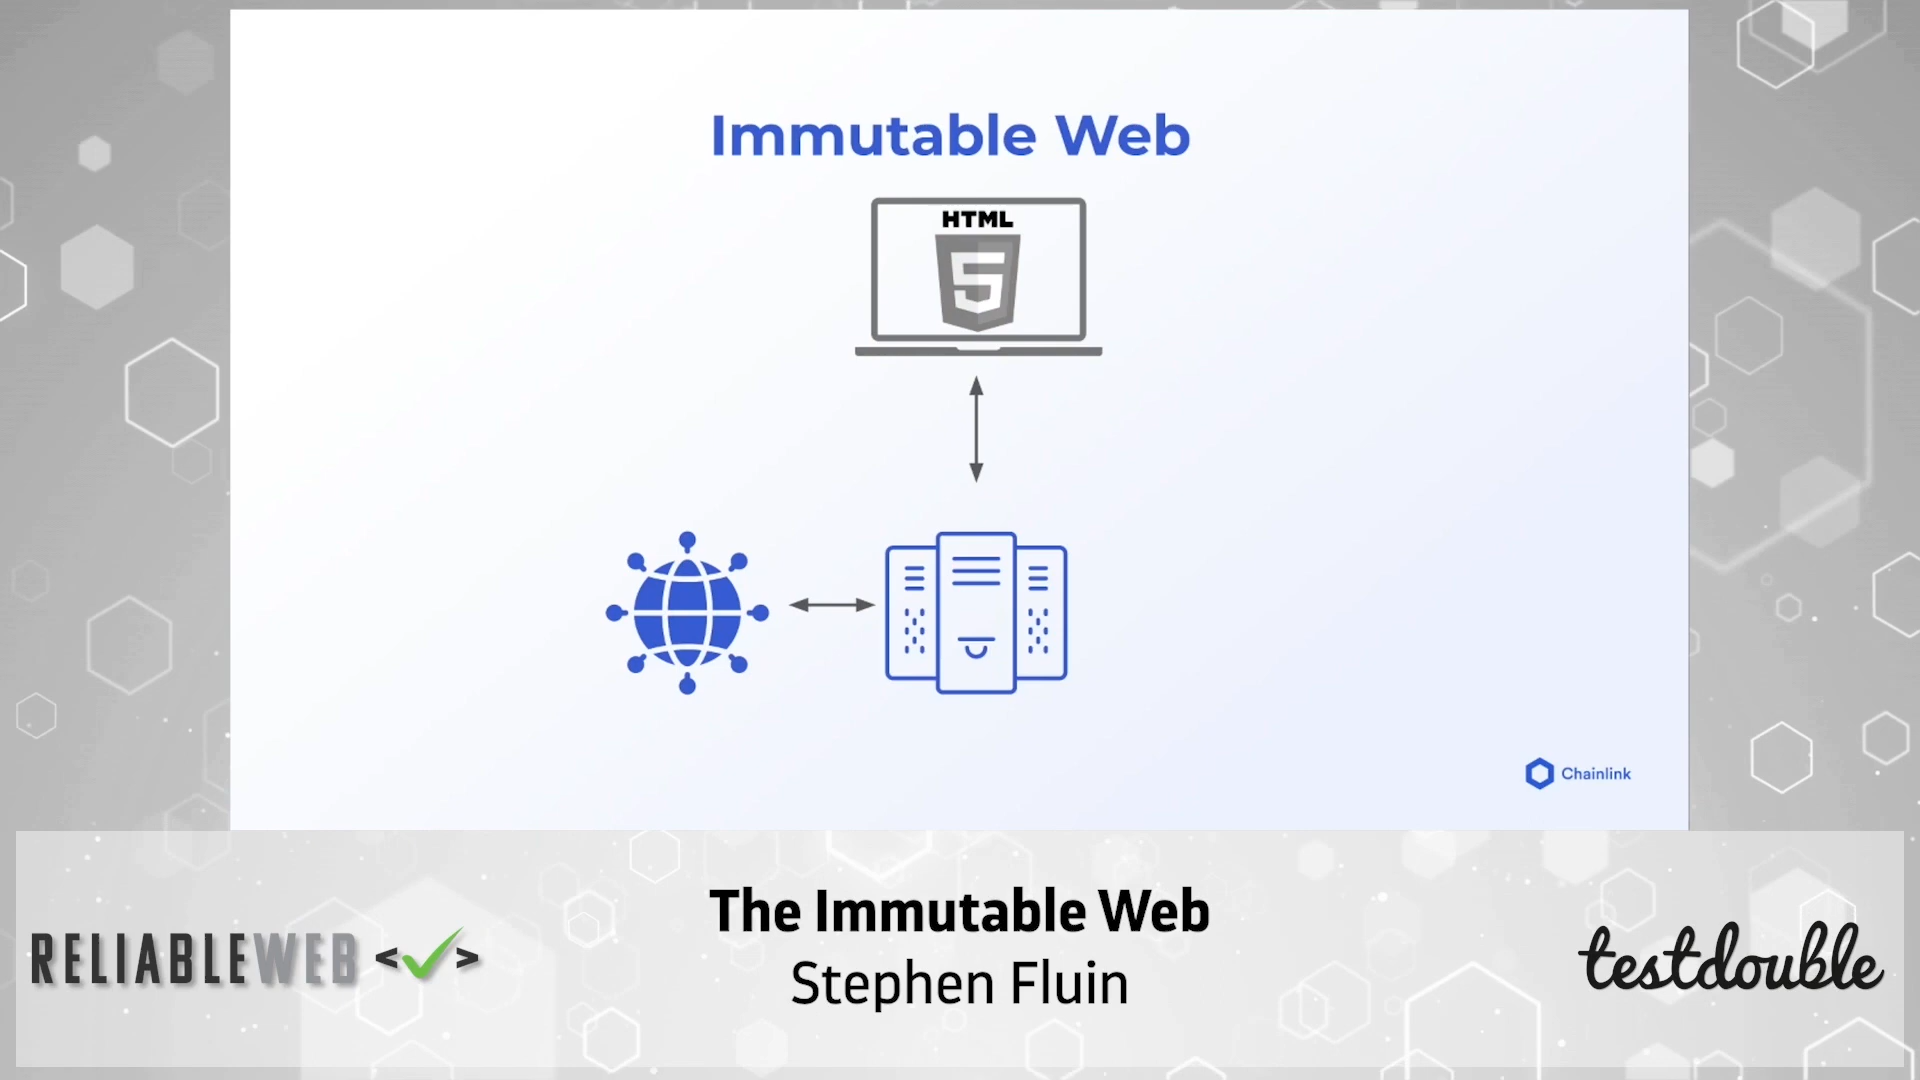 Immutable Web
HTML
5
Chainlink
The Immutable Web
Stephen Fluin
RELIABLEWEB <✓>
testdouble